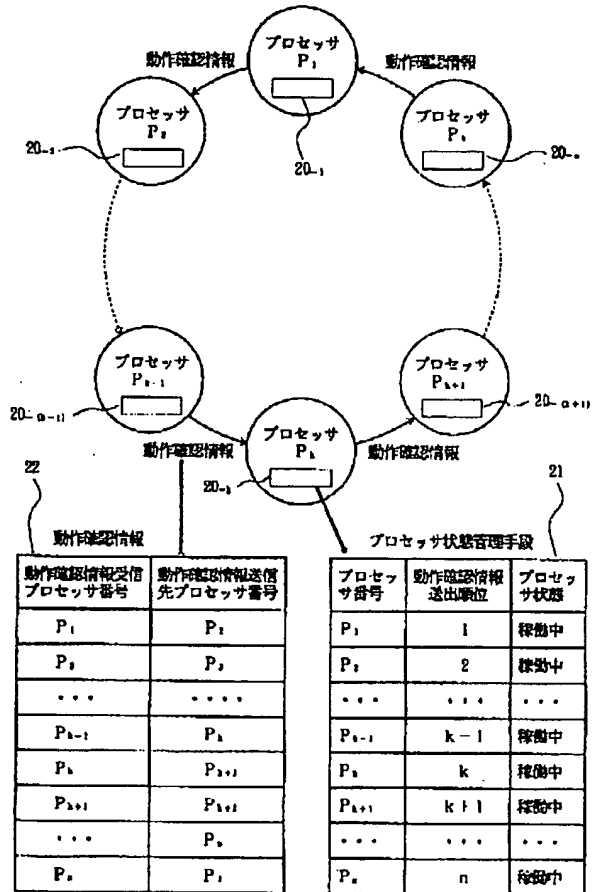 プロセッサ
P₁
動作確認情報
動作確認情報
プロセッサ
P₂
プロセッサ
20₋₁
プロセッサ
Pₖ₋₁
プロセッサ
Pₖ₊₁
20₋₍ₖ₋₁₎
20₋₍ₖ₊₁₎
プロセッサ
Pₖ
動作確認情報
動作確認情報
20₋ₖ
22
21
動作確認情報
動作確認情報受信プロセッサ番号
動作確認情報送信先プロセッサ番号
P₁ P₂
P₂ P₃
・・・ ・・・・
Pₖ₋₁ Pₖ
Pₖ Pₖ₊₁
Pₖ₊₁ Pₖ₊₂
・・・ Pₙ
Pₙ P₁
プロセッサ状態管理手段
プロセッサ番号
動作確認情報送出順位
プロセッサ状態
P₁ 1 稼働中
P₂ 2 稼働中
・・・ ・・・ ・・・
Pₖ₋₁ k－1 稼働中
Pₖ k 稼働中
Pₖ₊₁ k＋1 稼働中
・・・ ・・・ ・・・
Pₙ n 稼働中